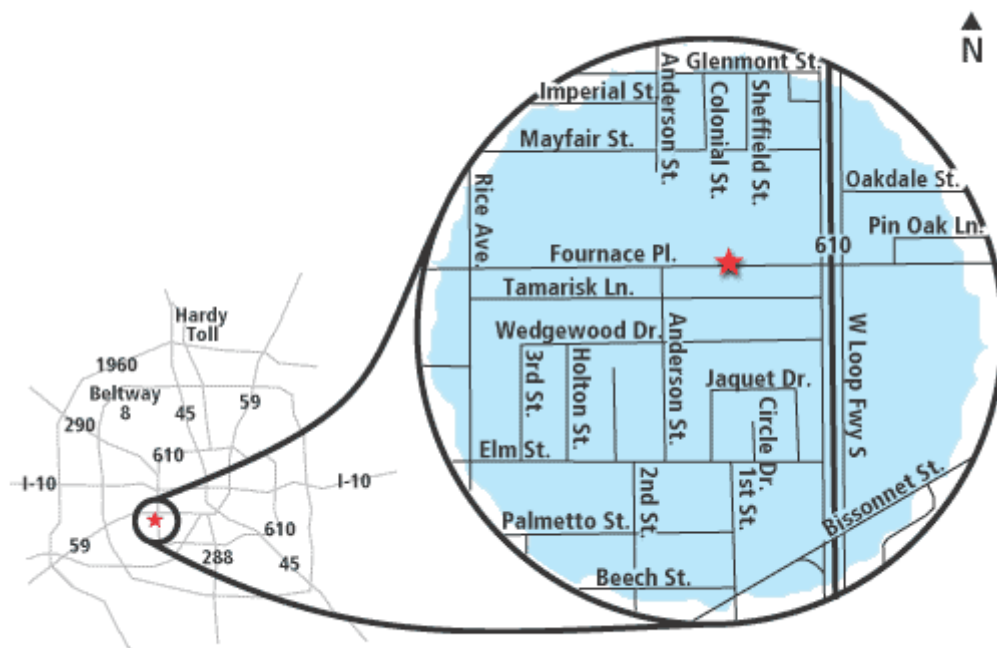 N
Glenmont St.
Imperial St.
Anderson St.
Colonial St.
Sheffield St.
Mayfair St.
Rice Ave.
Oakdale St.
Pin Oak Ln.
610
Fournace Pl.
Tamarisk Ln.
Wedgewood Dr.
Anderson St.
W Loop Fwy S
3rd St.
Holton St.
Jaquet Dr.
Circle Dr.
Elm St.
2nd St.
1st St.
Bissonnet St.
Palmetto St.
Beech St.
Hardy
Toll
1960
Beltway
8
45
59
290
610
I-10
I-10
610
59
288
45